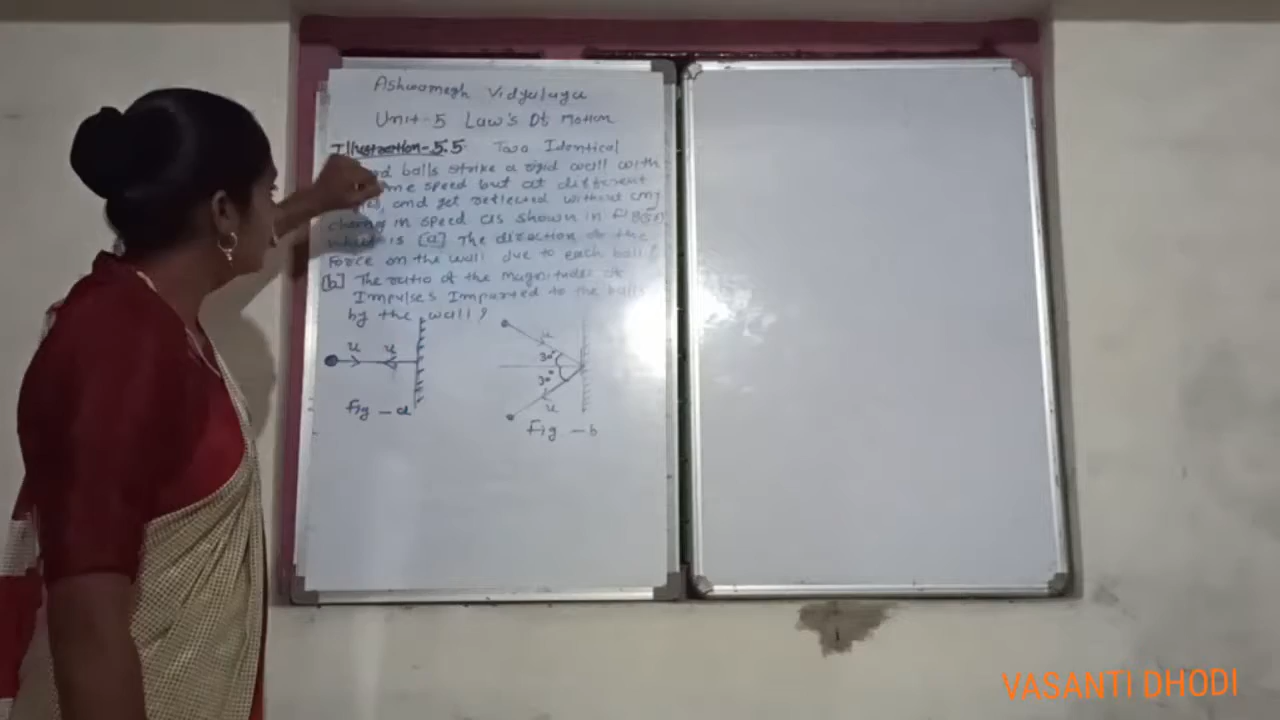 Ashwamegh Vidyalaya
Unit-5 Law's Of Motion
Illustraction-5.5 Two Identical
balls strike a rigid wall with
speed but at different
and get reflected without any
change in speed as shown in
is [a] The direction of the
Force on the wall due to each ball?
[b] The ratio of the magnitudes of
Impulses Imparted to the balls
by the wall?
u u
Fig - a
u
30°
30°
u
Fig - b
VASANTI DHODI